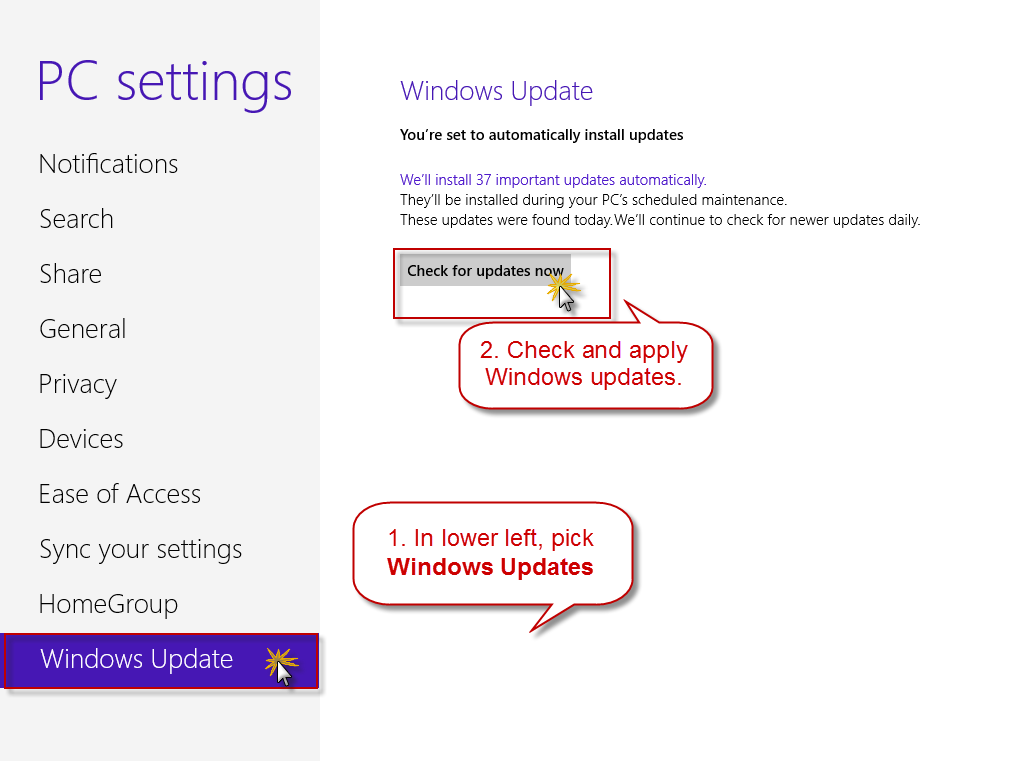 PC settings
Notifications
Search
Share
General
Privacy
Devices
Ease of Access
Sync your settings
HomeGroup
Windows Update
Windows Update
You're set to automatically install updates
We'll install 37 important updates automatically.
They'll be installed during your PC's scheduled maintenance.
These updates were found today.We'll continue to check for newer updates daily.
Check for updates now
2. Check and apply
Windows updates.
1. In lower left, pick
Windows Updates